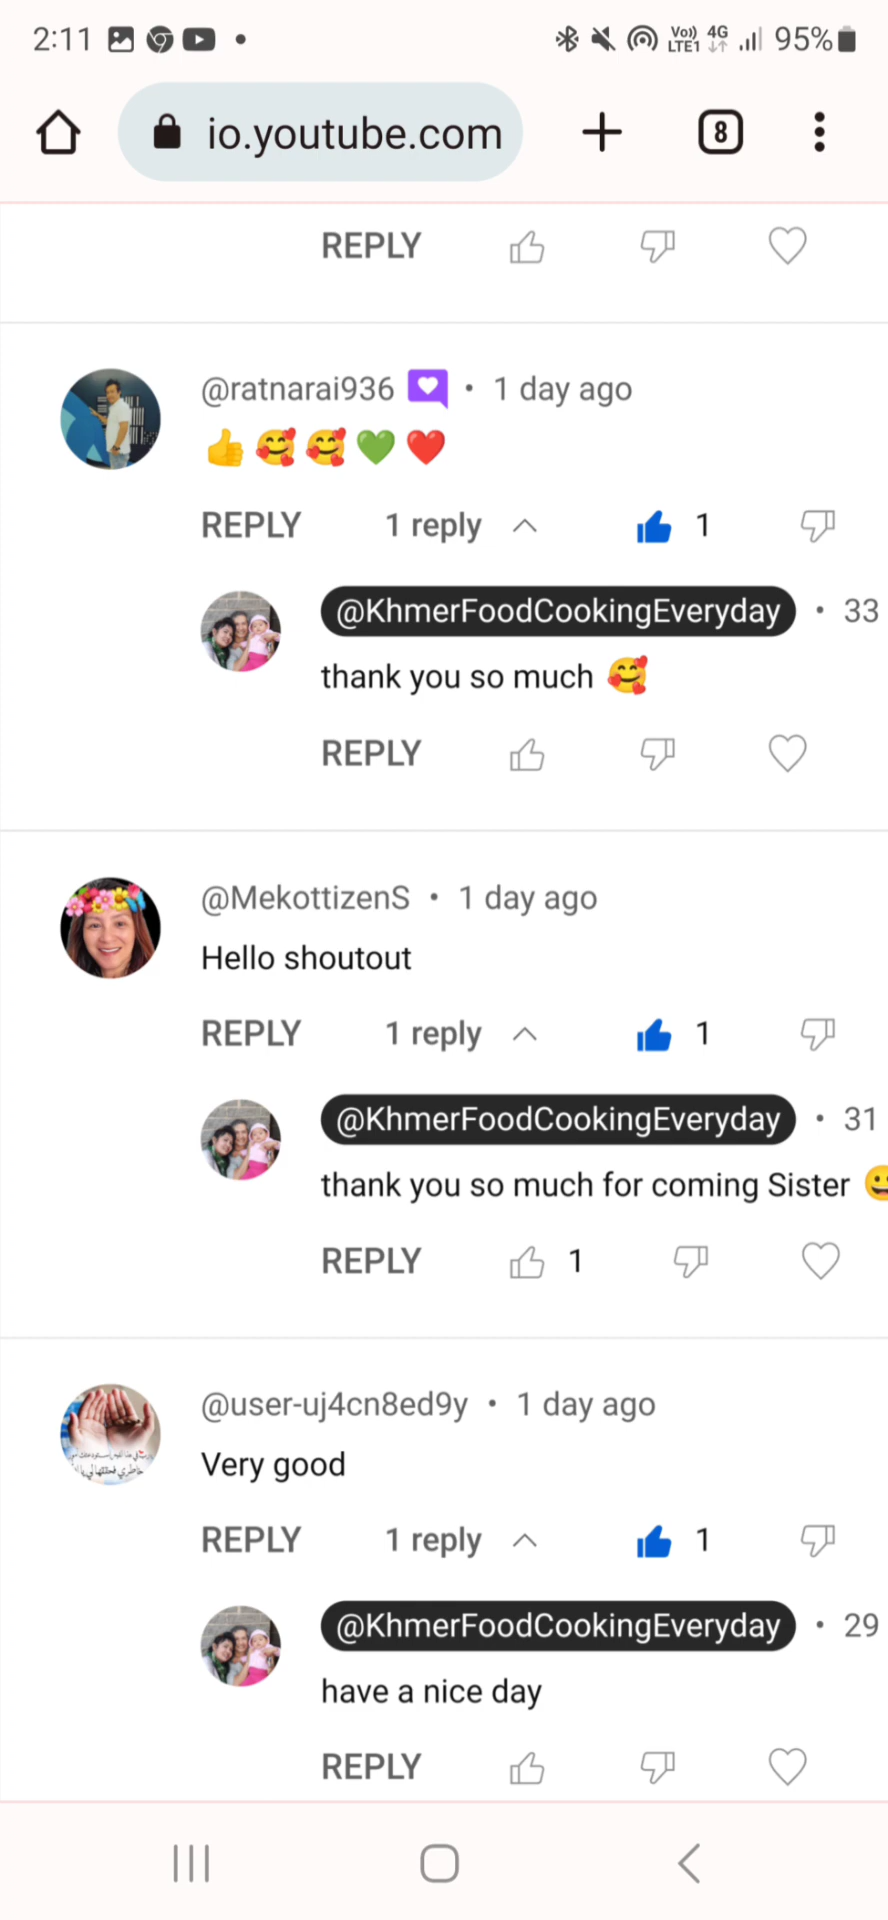 2:11 Vo)) LTE1 4G 95%
io.youtube.com 8
REPLY
@ratnarai936 • 1 day ago
👍🥰🥰💚❤️
REPLY 1 reply 1
@KhmerFoodCookingEveryday • 33
thank you so much 🥰
REPLY
@MekottizenS • 1 day ago
Hello shoutout
REPLY 1 reply 1
@KhmerFoodCookingEveryday • 31
thank you so much for coming Sister 😀
REPLY 1
@user-uj4cn8ed9y • 1 day ago
Very good
REPLY 1 reply 1
@KhmerFoodCookingEveryday • 29
have a nice day
REPLY